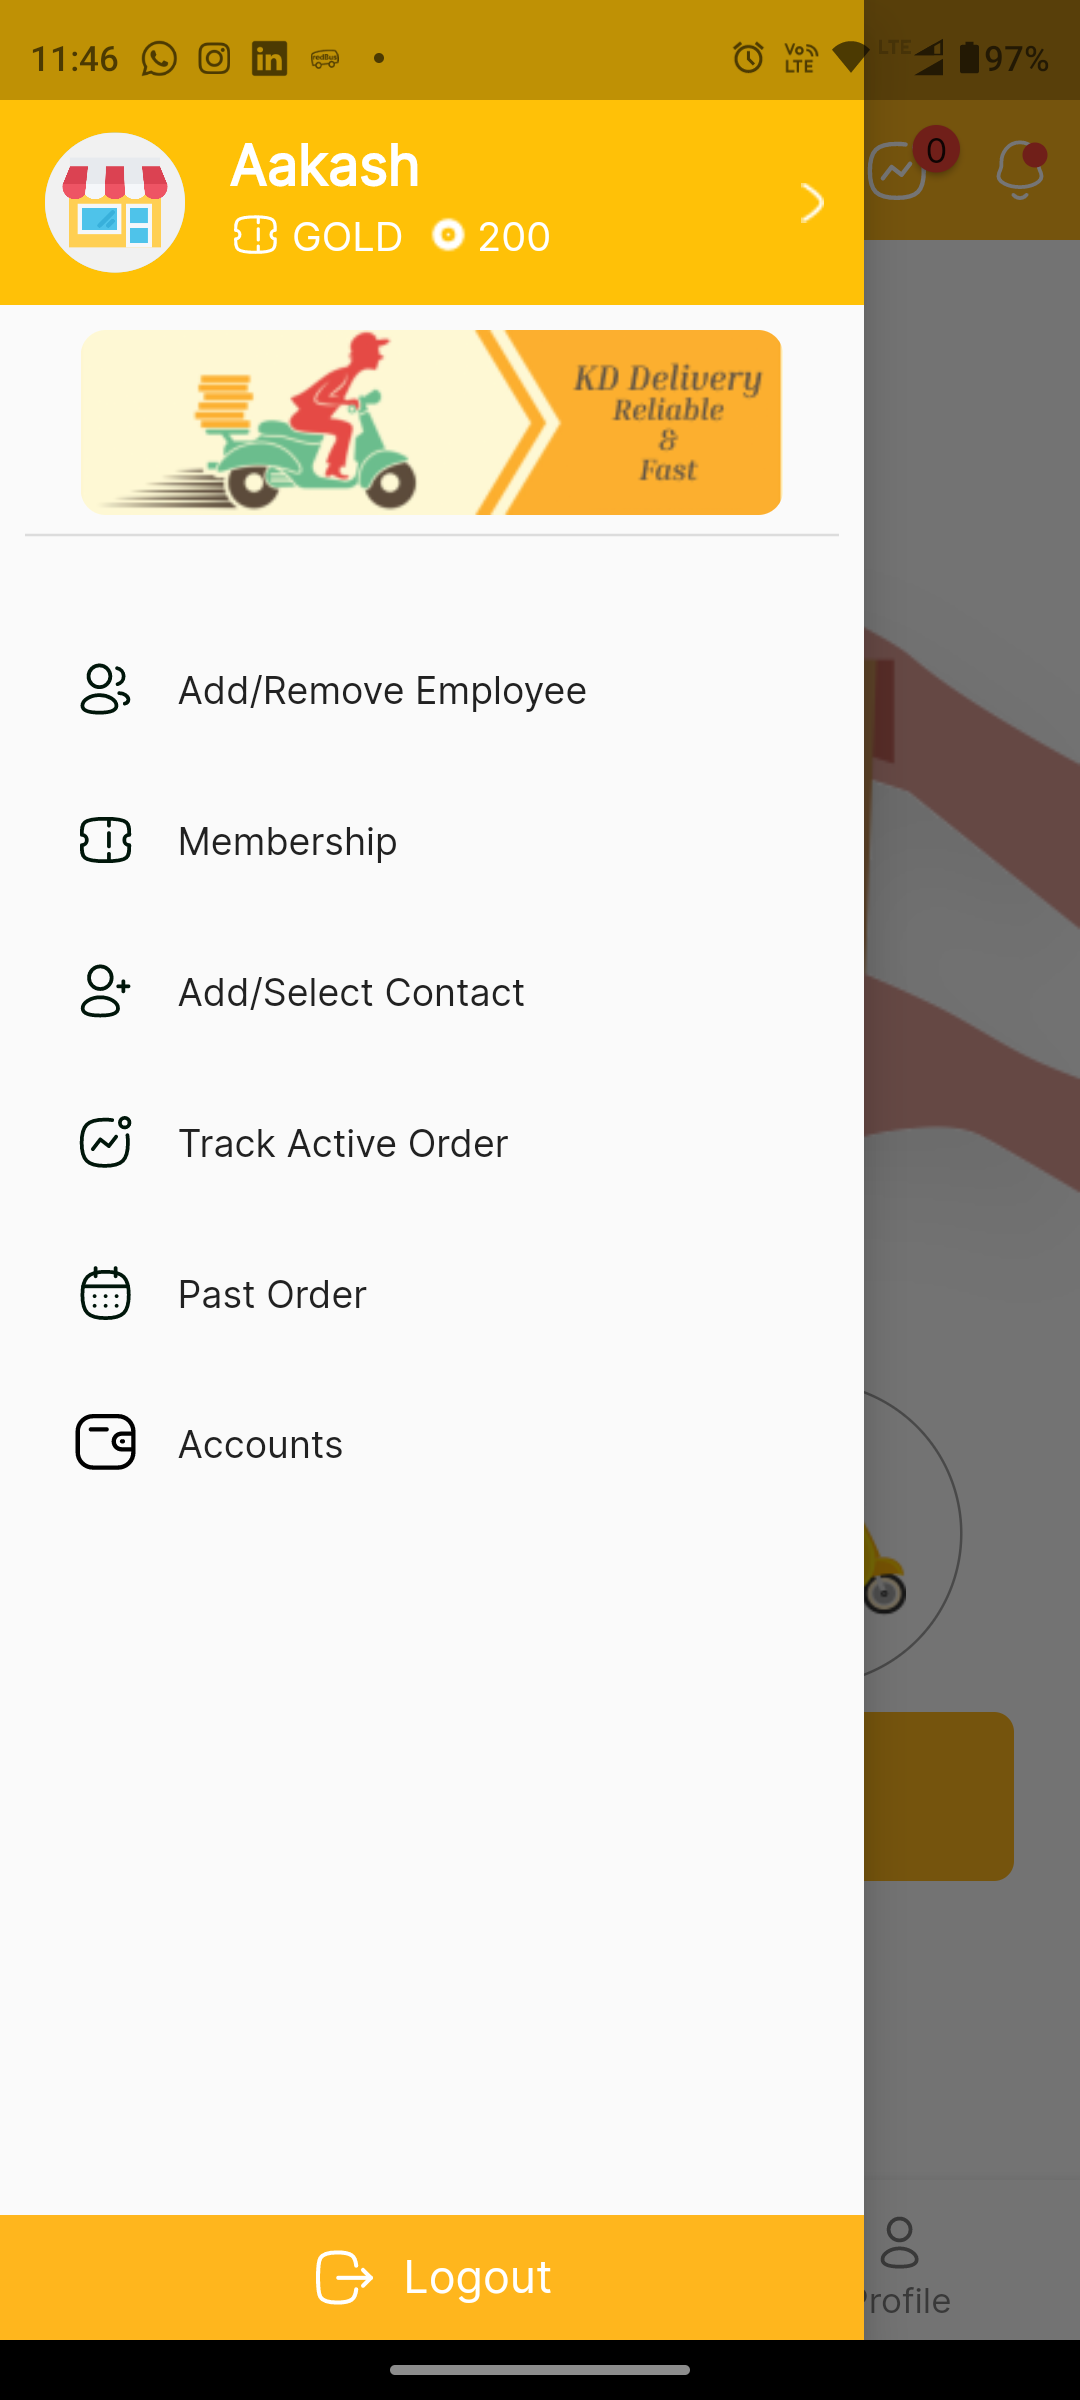 11:46
Vo LTE
LTE
97%
0
Aakash
GOLD 200
KD Delivery
Reliable
&
Fast
Add/Remove Employee
Membership
Add/Select Contact
Track Active Order
Past Order
Accounts
Logout
rofile